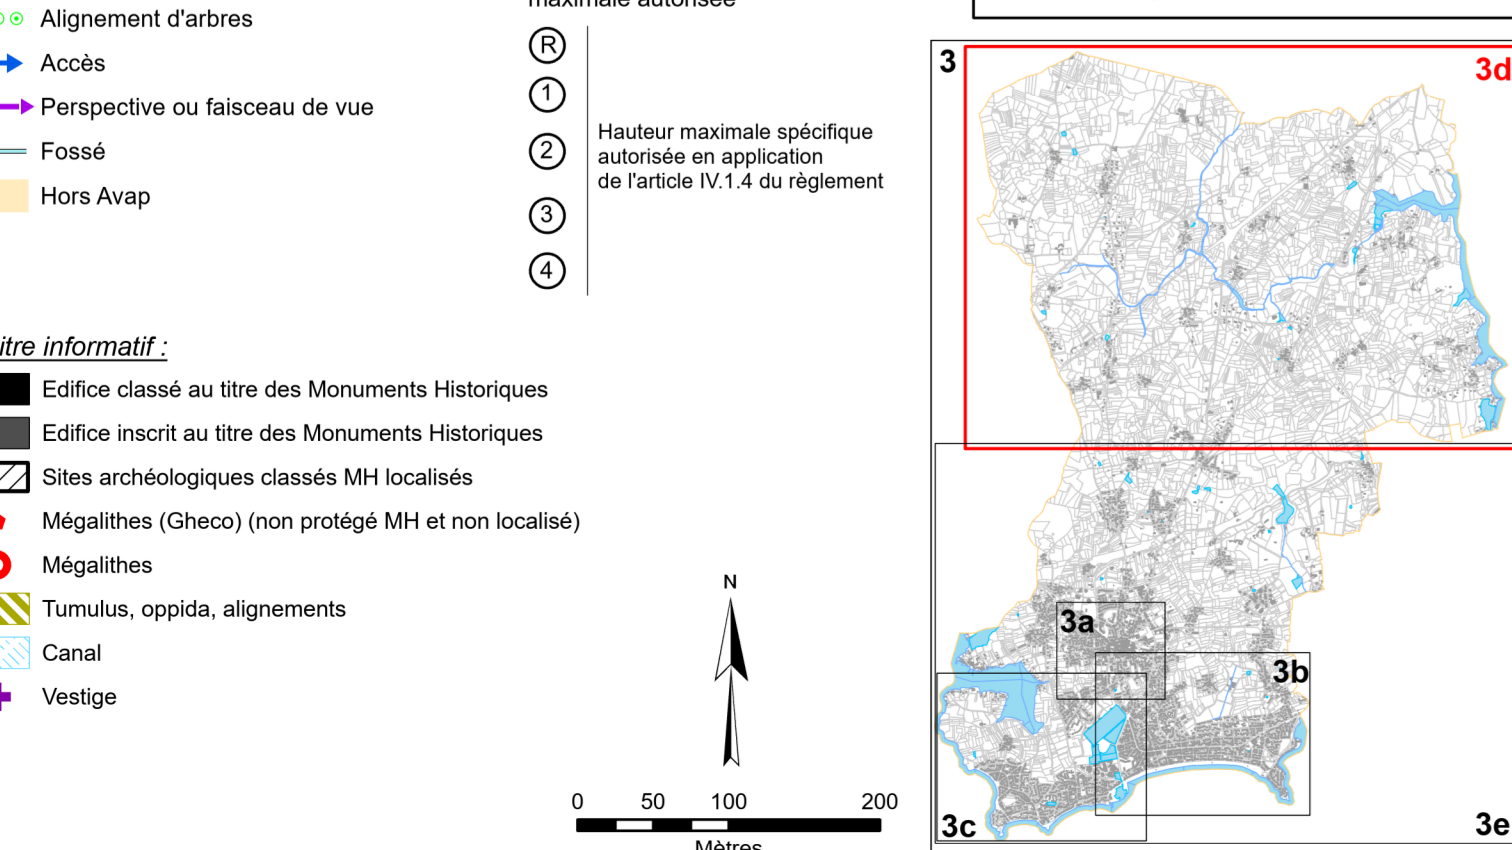 Alignement d'arbres
Accès
Perspective ou faisceau de vue
Fossé
Hors Avap
maximale autorisée
R
1
2
3
4
Hauteur maximale spécifique
autorisée en application
de l'article IV.1.4 du règlement
itre informatif :
Edifice classé au titre des Monuments Historiques
Edifice inscrit au titre des Monuments Historiques
Sites archéologiques classés MH localisés
Mégalithes (Gheco) (non protégé MH et non localisé)
Mégalithes
Tumulus, oppida, alignements
Canal
Vestige
N
0 50 100 200
Mètres
3
3d
3a
3b
3c
3e